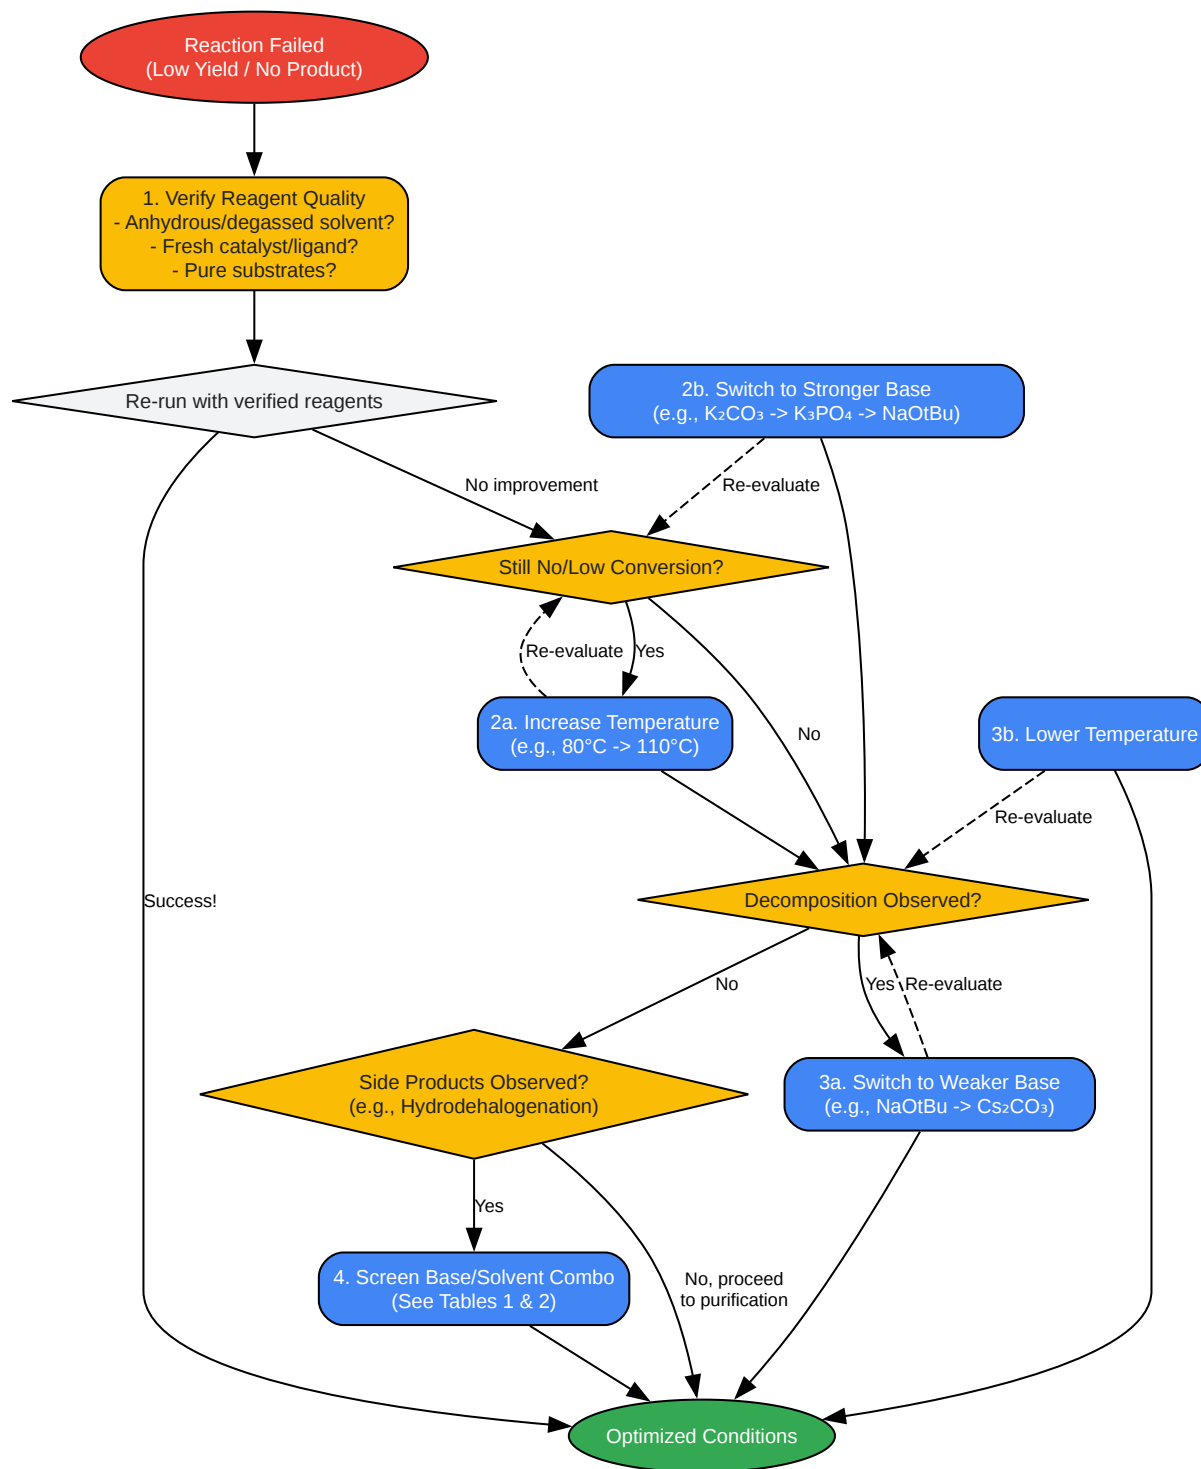 Reaction Failed
(Low Yield / No Product)
1. Verify Reagent Quality
- Anhydrous/degassed solvent?
- Fresh catalyst/ligand?
- Pure substrates?
Re-run with verified reagents
2b. Switch to Stronger Base
(e.g., K₂CO₃ -> K₃PO₄ -> NaOtBu)
No improvement
Re-evaluate
Still No/Low Conversion?
Re-evaluate
Yes
2a. Increase Temperature
(e.g., 80°C -> 110°C)
No
3b. Lower Temperature
Re-evaluate
Success!
Decomposition Observed?
No
Yes
Re-evaluate
Side Products Observed?
(e.g., Hydrodehalogenation)
3a. Switch to Weaker Base
(e.g., NaOtBu -> Cs₂CO₃)
Yes
4. Screen Base/Solvent Combo
(See Tables 1 & 2)
No, proceed
to purification
Optimized Conditions